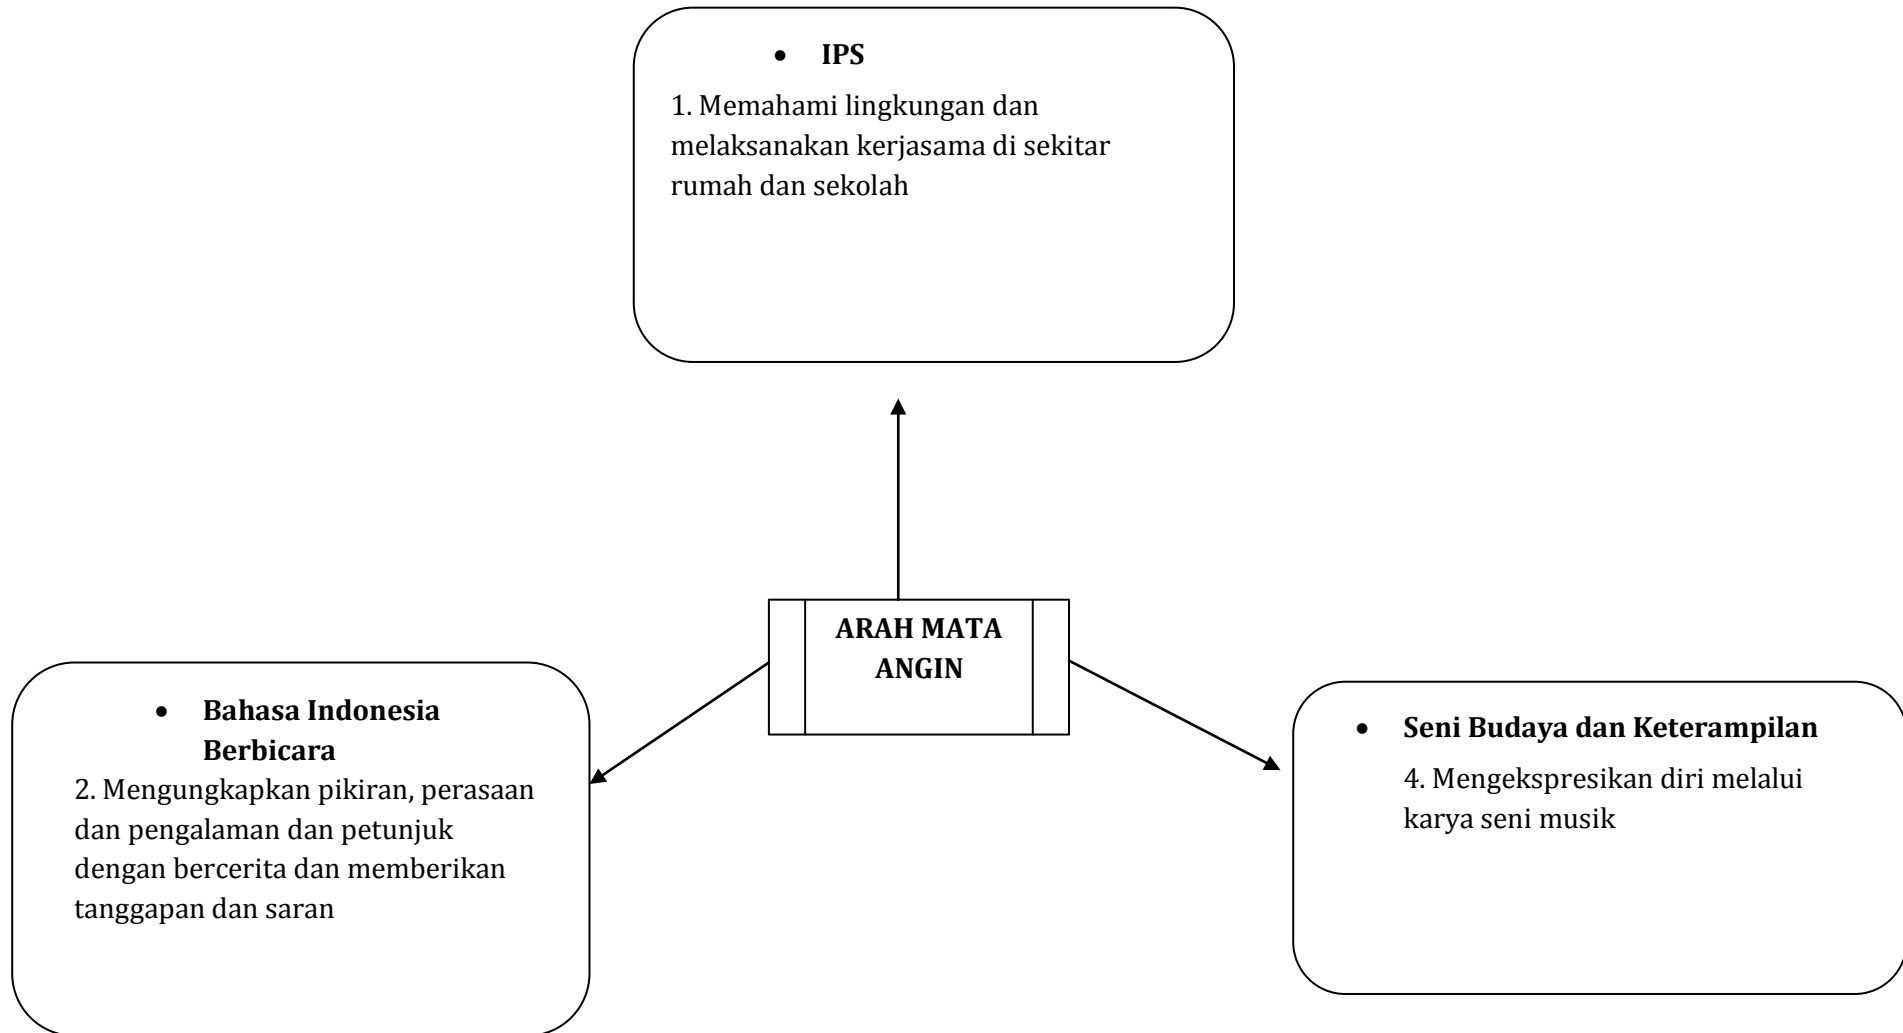 • IPS
1. Memahami lingkungan dan
melaksanakan kerjasama di sekitar
rumah dan sekolah
ARAH MATA
ANGIN
• Bahasa Indonesia
Berbicara
2. Mengungkapkan pikiran, perasaan
dan pengalaman dan petunjuk
dengan bercerita dan memberikan
tanggapan dan saran
• Seni Budaya dan Keterampilan
4. Mengekspresikan diri melalui
karya seni musik